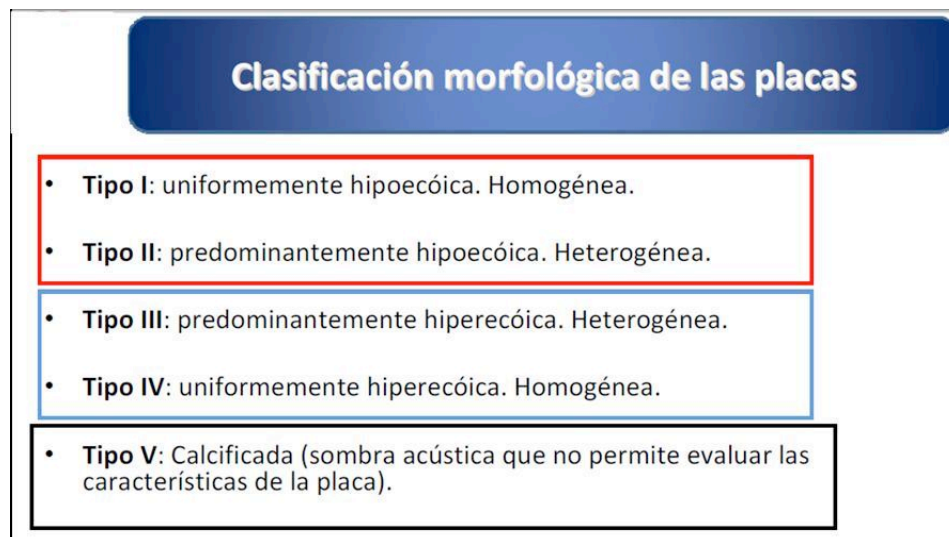 Clasificación morfológica de las placas
• Tipo I: uniformemente hipoecóica. Homogénea.
• Tipo II: predominantemente hipoecóica. Heterogénea.
• Tipo III: predominantemente hiperecóica. Heterogénea.
• Tipo IV: uniformemente hiperecóica. Homogénea.
• Tipo V: Calcificada (sombra acústica que no permite evaluar las
características de la placa).